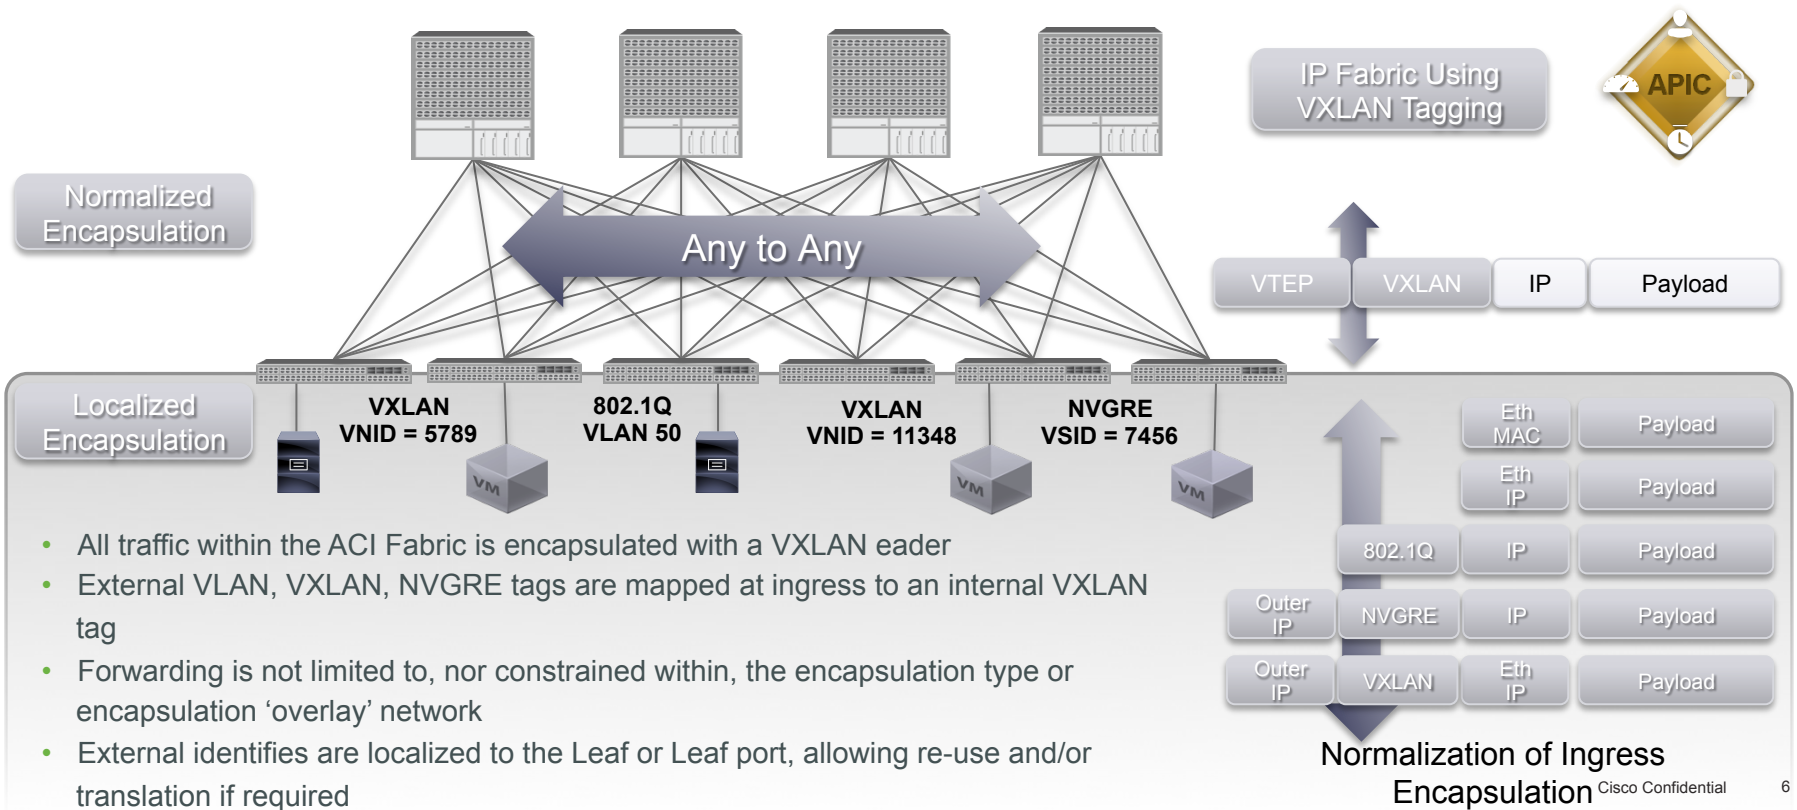 IP Fabric Using
VXLAN Tagging
APIC
Normalized
Encapsulation
Any to Any
VTEP
VXLAN
IP
Payload
Localized
Encapsulation
VXLAN
VNID = 5789
802.1Q
VLAN 50
VXLAN
VNID = 11348
NVGRE
VSID = 7456
VM
VM
VM
Eth
MAC
Payload
Eth
IP
Payload
802.1Q
IP
Payload
Outer
IP
NVGRE
IP
Payload
Outer
IP
VXLAN
Eth
IP
Payload
• All traffic within the ACI Fabric is encapsulated with a VXLAN eader
• External VLAN, VXLAN, NVGRE tags are mapped at ingress to an internal VXLAN
tag
• Forwarding is not limited to, nor constrained within, the encapsulation type or
encapsulation ‘overlay’ network
• External identifies are localized to the Leaf or Leaf port, allowing re-use and/or
translation if required
Normalization of Ingress
Encapsulation
Cisco Confidential
6